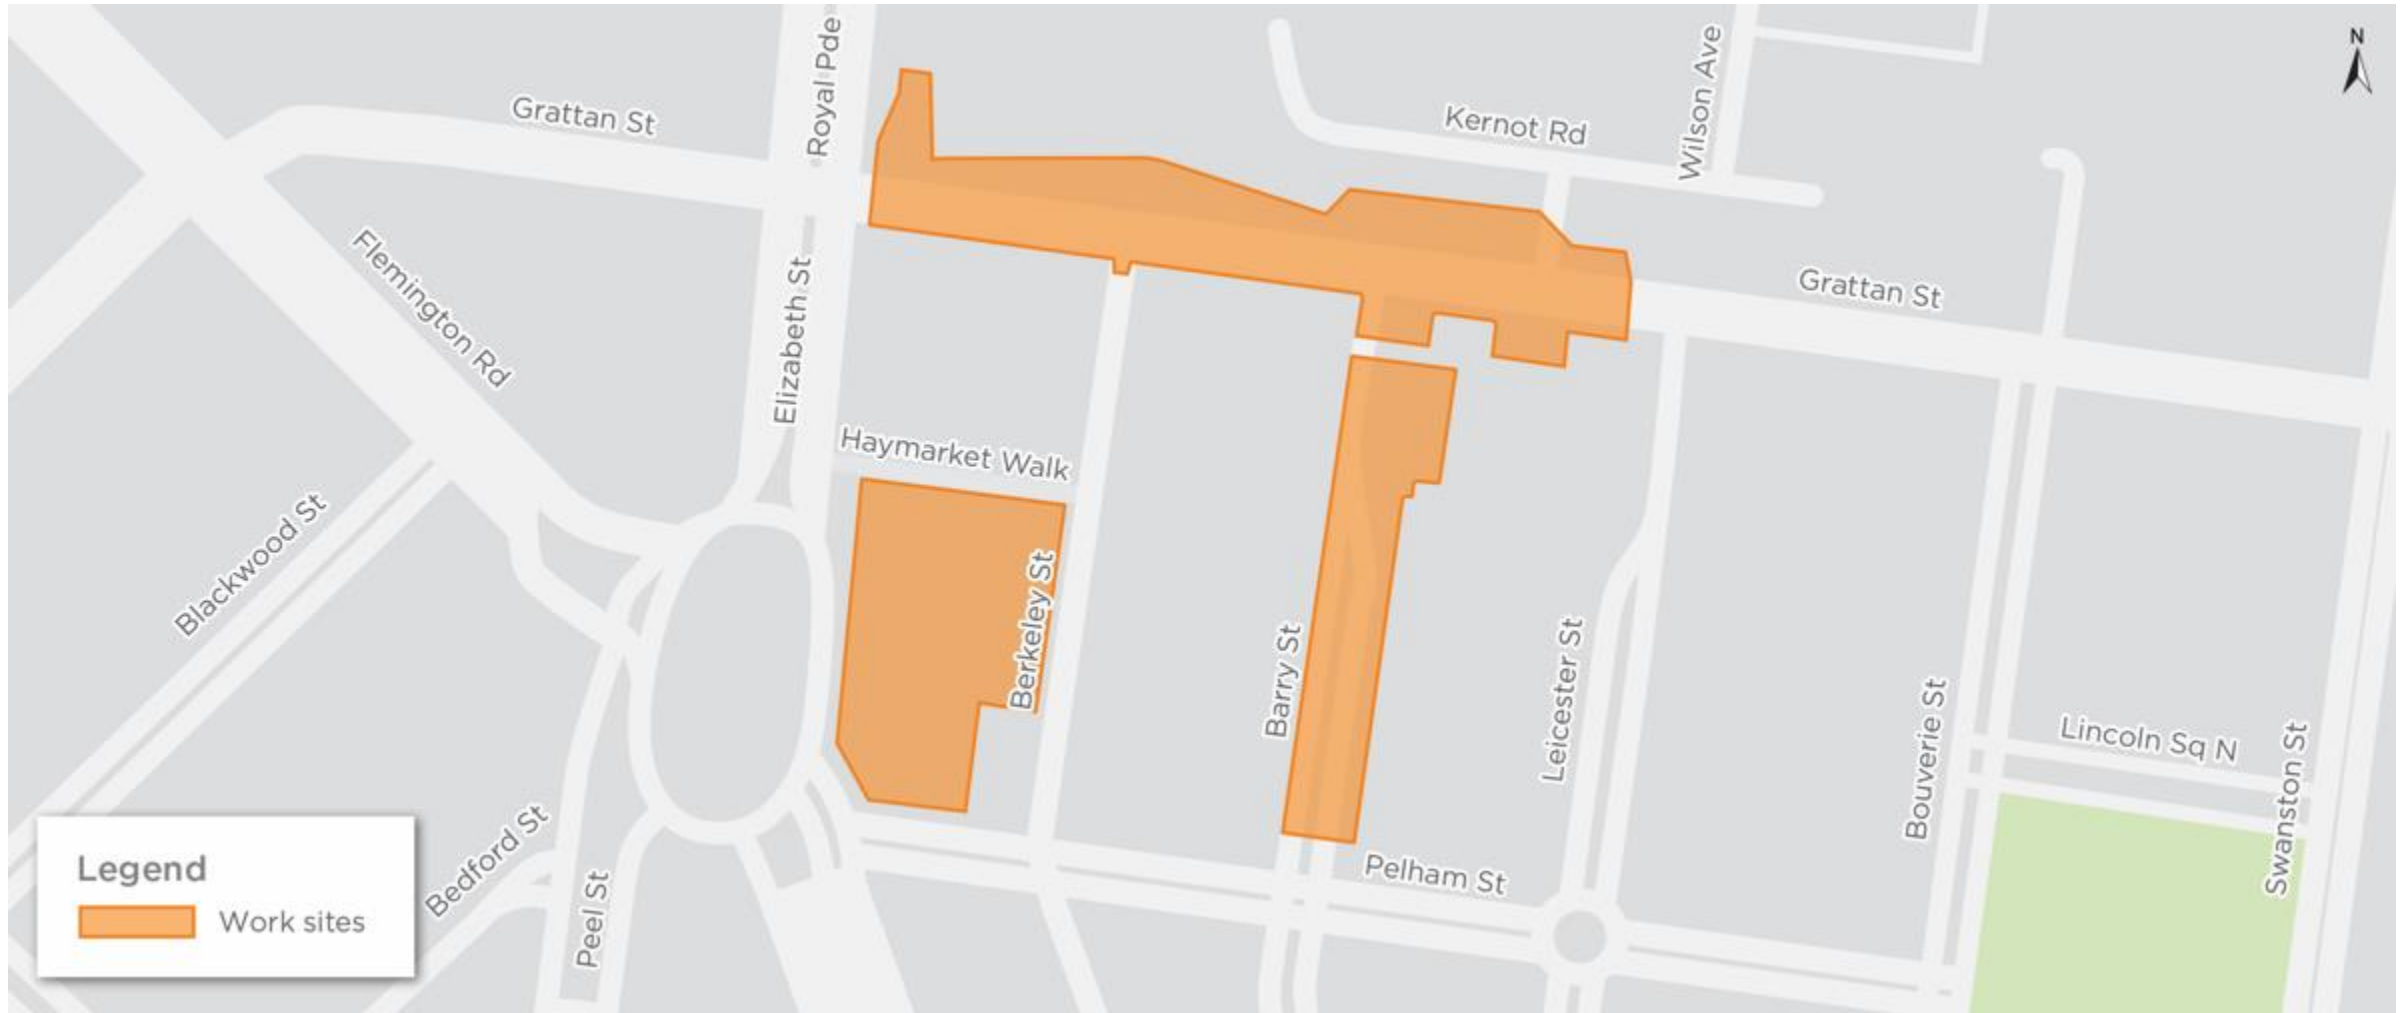 Royal Pde
Wilson Ave
N
Grattan St
Kernot Rd
Flemington Rd
Elizabeth St
Grattan St
Haymarket Walk
Blackwood St
Berkeley St
Barry St
Leicester St
Bouverie St
Lincoln Sq N
Swanston St
Bedford St
Peel St
Pelham St
Legend
Work sites